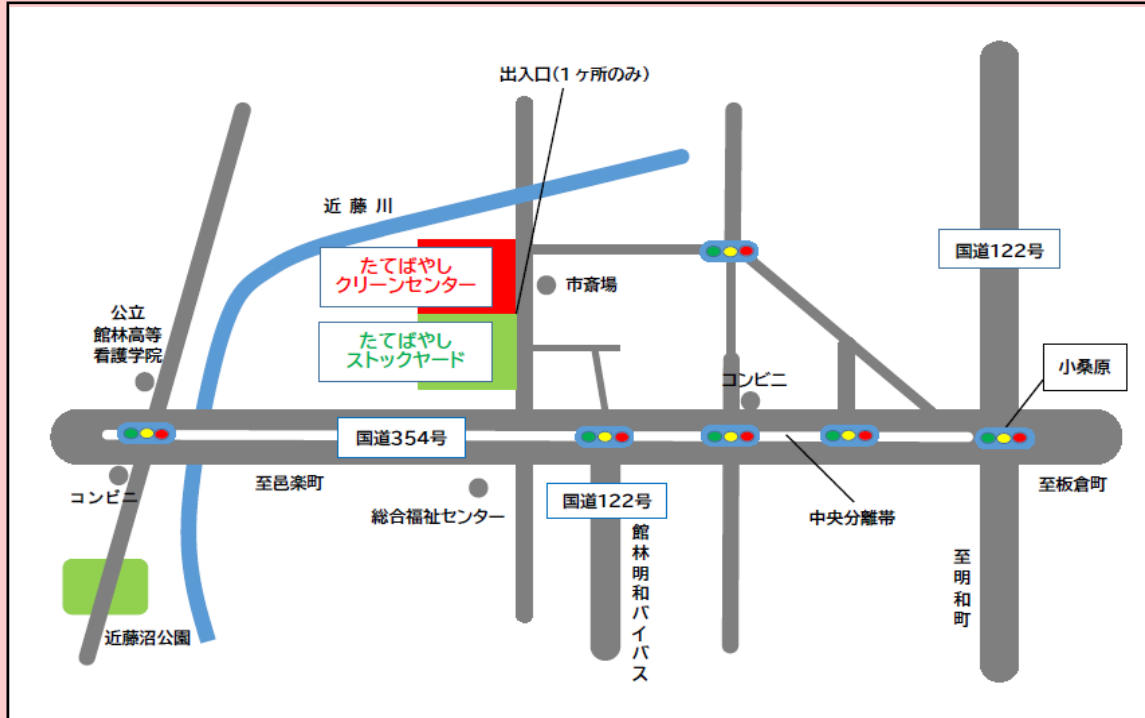 出入口(1ヶ所のみ)
近藤川
国道122号
たてばやし
クリーンセンター
市斎場
公立
館林高等
看護学院
たてばやし
ストックヤード
小桑原
コンビニ
国道354号
至邑楽町
コンビニ
総合福祉センター
国道122号
館林明和バイパス
中央分離帯
至板倉町
至明和町
近藤沼公園